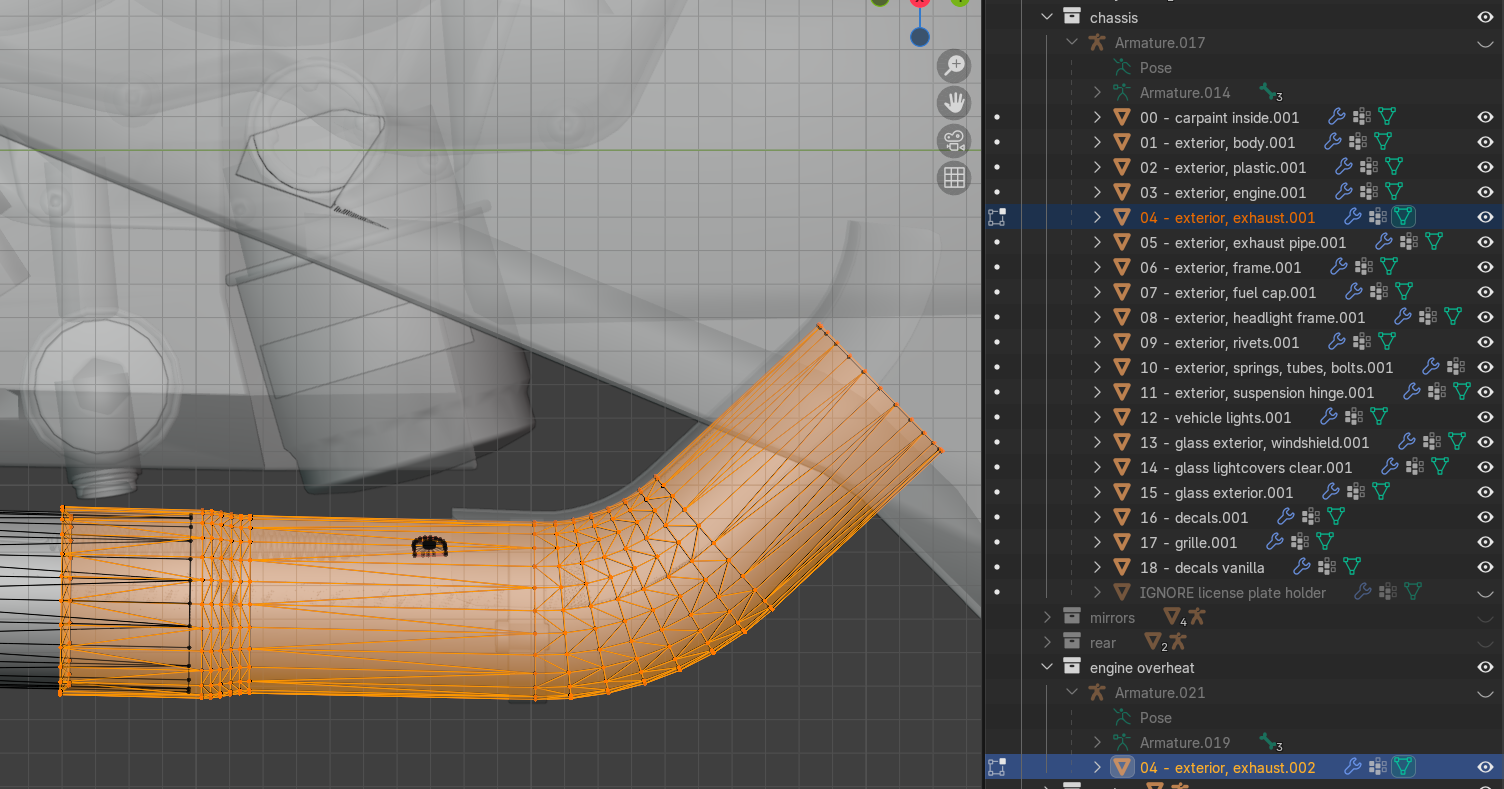 chassis
Armature.017
Pose
Armature.014 3
00 - carpaint inside.001
01 - exterior, body.001
02 - exterior, plastic.001
03 - exterior, engine.001
04 - exterior, exhaust.001
05 - exterior, exhaust pipe.001
06 - exterior, frame.001
07 - exterior, fuel cap.001
08 - exterior, headlight frame.001
09 - exterior, rivets.001
10 - exterior, springs, tubes, bolts.001
11 - exterior, suspension hinge.001
12 - vehicle lights.001
13 - glass exterior, windshield.001
14 - glass lightcovers clear.001
15 - glass exterior.001
16 - decals.001
17 - grille.001
18 - decals vanilla
IGNORE license plate holder
mirrors 4
rear 2
engine overheat
Armature.021
Pose
Armature.019 3
04 - exterior, exhaust.002